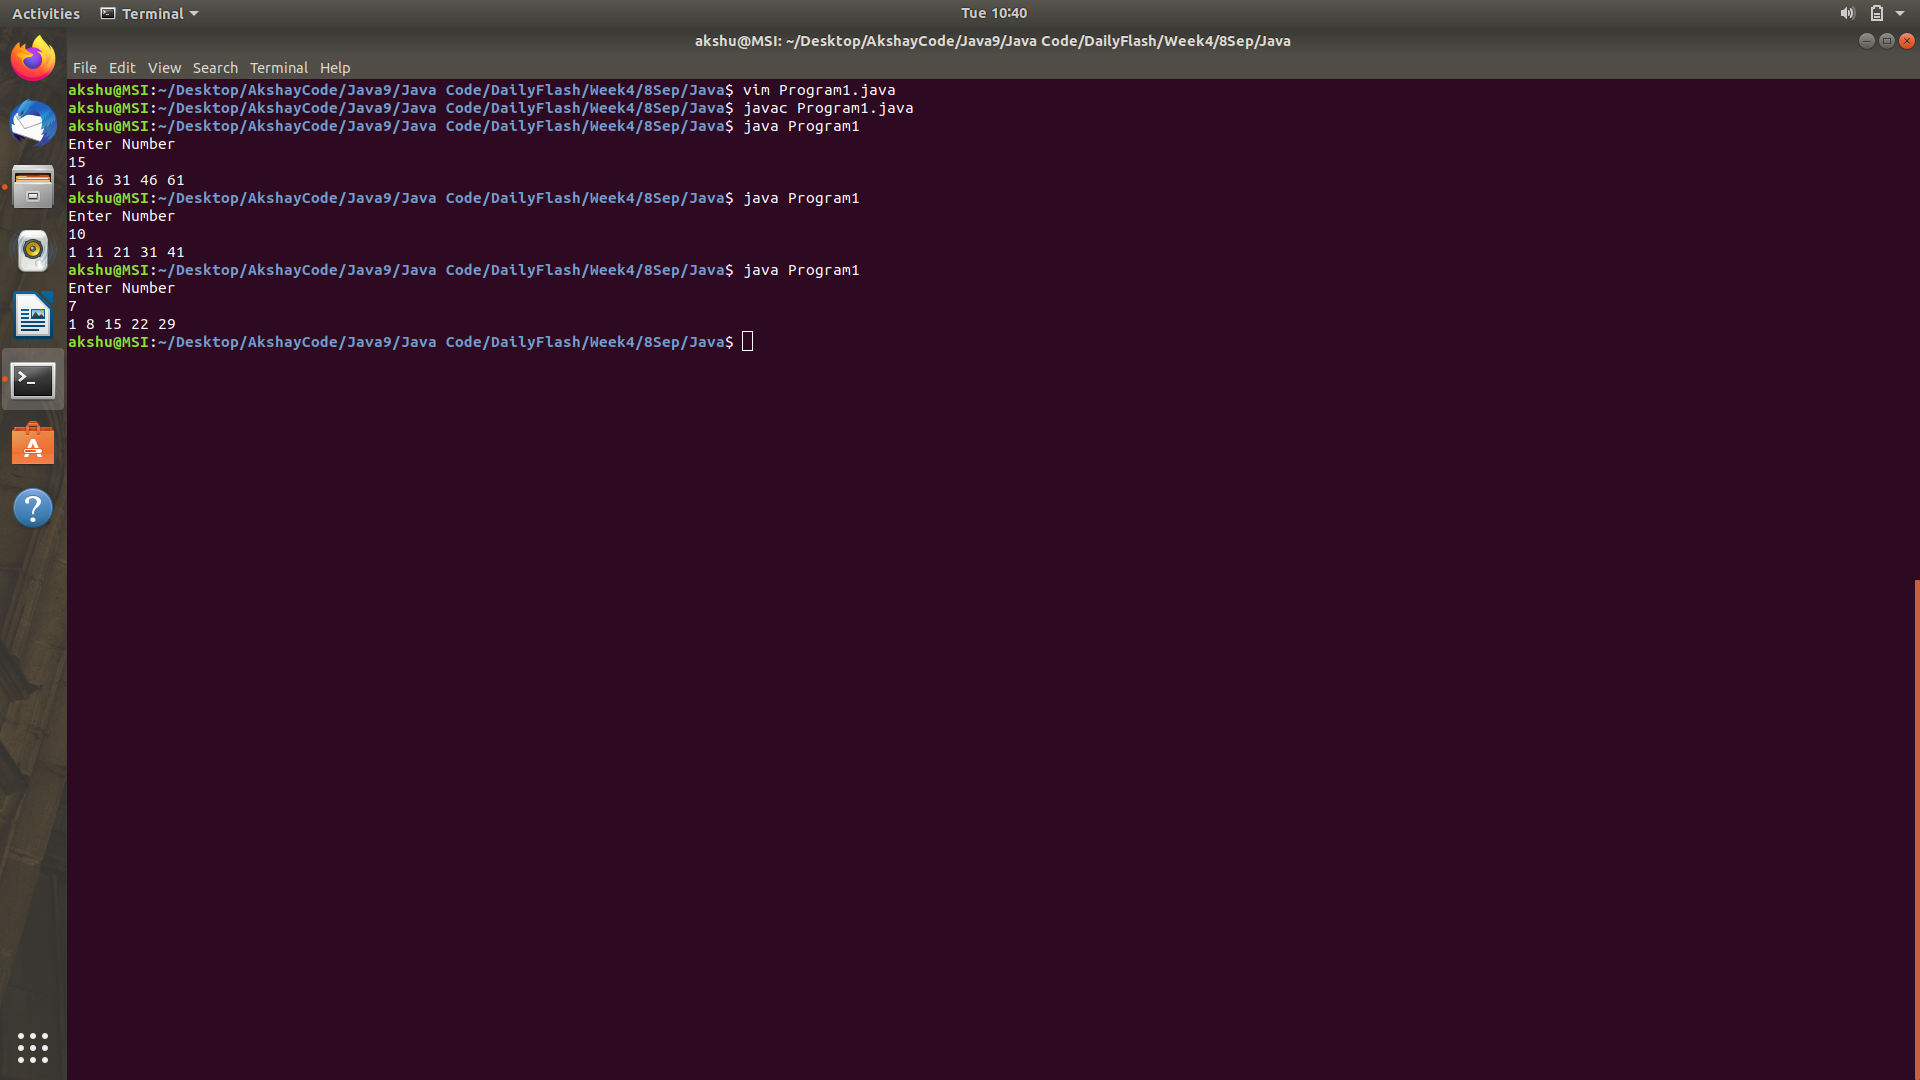 Activities Terminal Tue 10:40
akshu@MSI: ~/Desktop/AkshayCode/Java9/Java Code/DailyFlash/Week4/8Sep/Java
File Edit View Search Terminal Help
akshu@MSI:~/Desktop/AkshayCode/Java9/Java Code/DailyFlash/Week4/8Sep/Java$ vim Program1.java
akshu@MSI:~/Desktop/AkshayCode/Java9/Java Code/DailyFlash/Week4/8Sep/Java$ javac Program1.java
akshu@MSI:~/Desktop/AkshayCode/Java9/Java Code/DailyFlash/Week4/8Sep/Java$ java Program1
Enter Number
15
1 16 31 46 61
akshu@MSI:~/Desktop/AkshayCode/Java9/Java Code/DailyFlash/Week4/8Sep/Java$ java Program1
Enter Number
10
1 11 21 31 41
akshu@MSI:~/Desktop/AkshayCode/Java9/Java Code/DailyFlash/Week4/8Sep/Java$ java Program1
Enter Number
7
1 8 15 22 29
akshu@MSI:~/Desktop/AkshayCode/Java9/Java Code/DailyFlash/Week4/8Sep/Java$